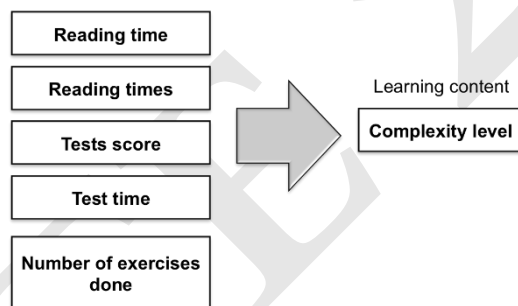 Reading time
Reading times
Tests score
Test time
Number of exercises
done
Learning content
Complexity level